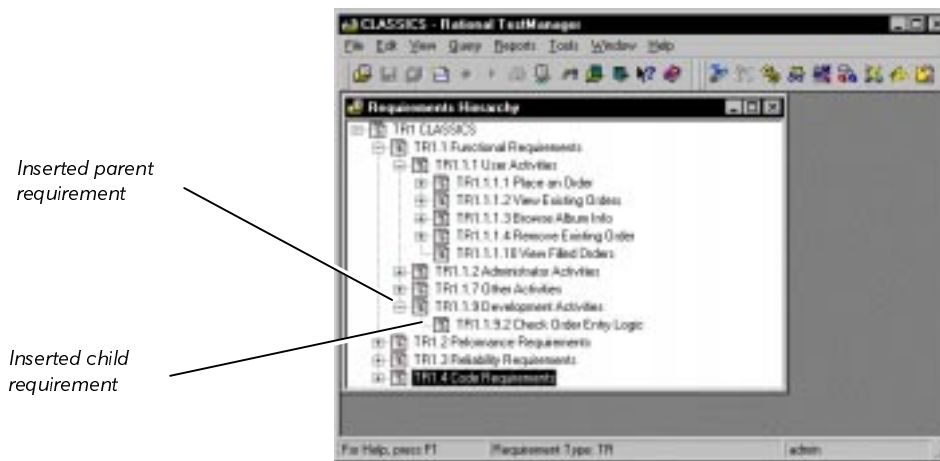 CLASSICS - Rational TestManager
File Edit View Query Reports Tools Window Help
Requirements Hierarchy
TR1 CLASSICS
TR1.1 Functional Requirements
TR1.1.1 User Activities
TR1.1.1.1 Place an Order
TR1.1.1.2 View Existing Orders
TR1.1.1.3 Browse Album Info
TR1.1.1.4 Remove Existing Order
TR1.1.1.10 View Filled Orders
TR1.1.2 Administrator Activities
TR1.1.7 Other Activities
TR1.1.9 Development Activities
TR1.1.9.2 Check Order Entry Logic
TR1.2 Peformance Requirements
TR1.3 Reliability Requirements
TR1.4 Code Requirements
Inserted parent
requirement
Inserted child
requirement
For Help, press F1 Requirement Type: TR admin